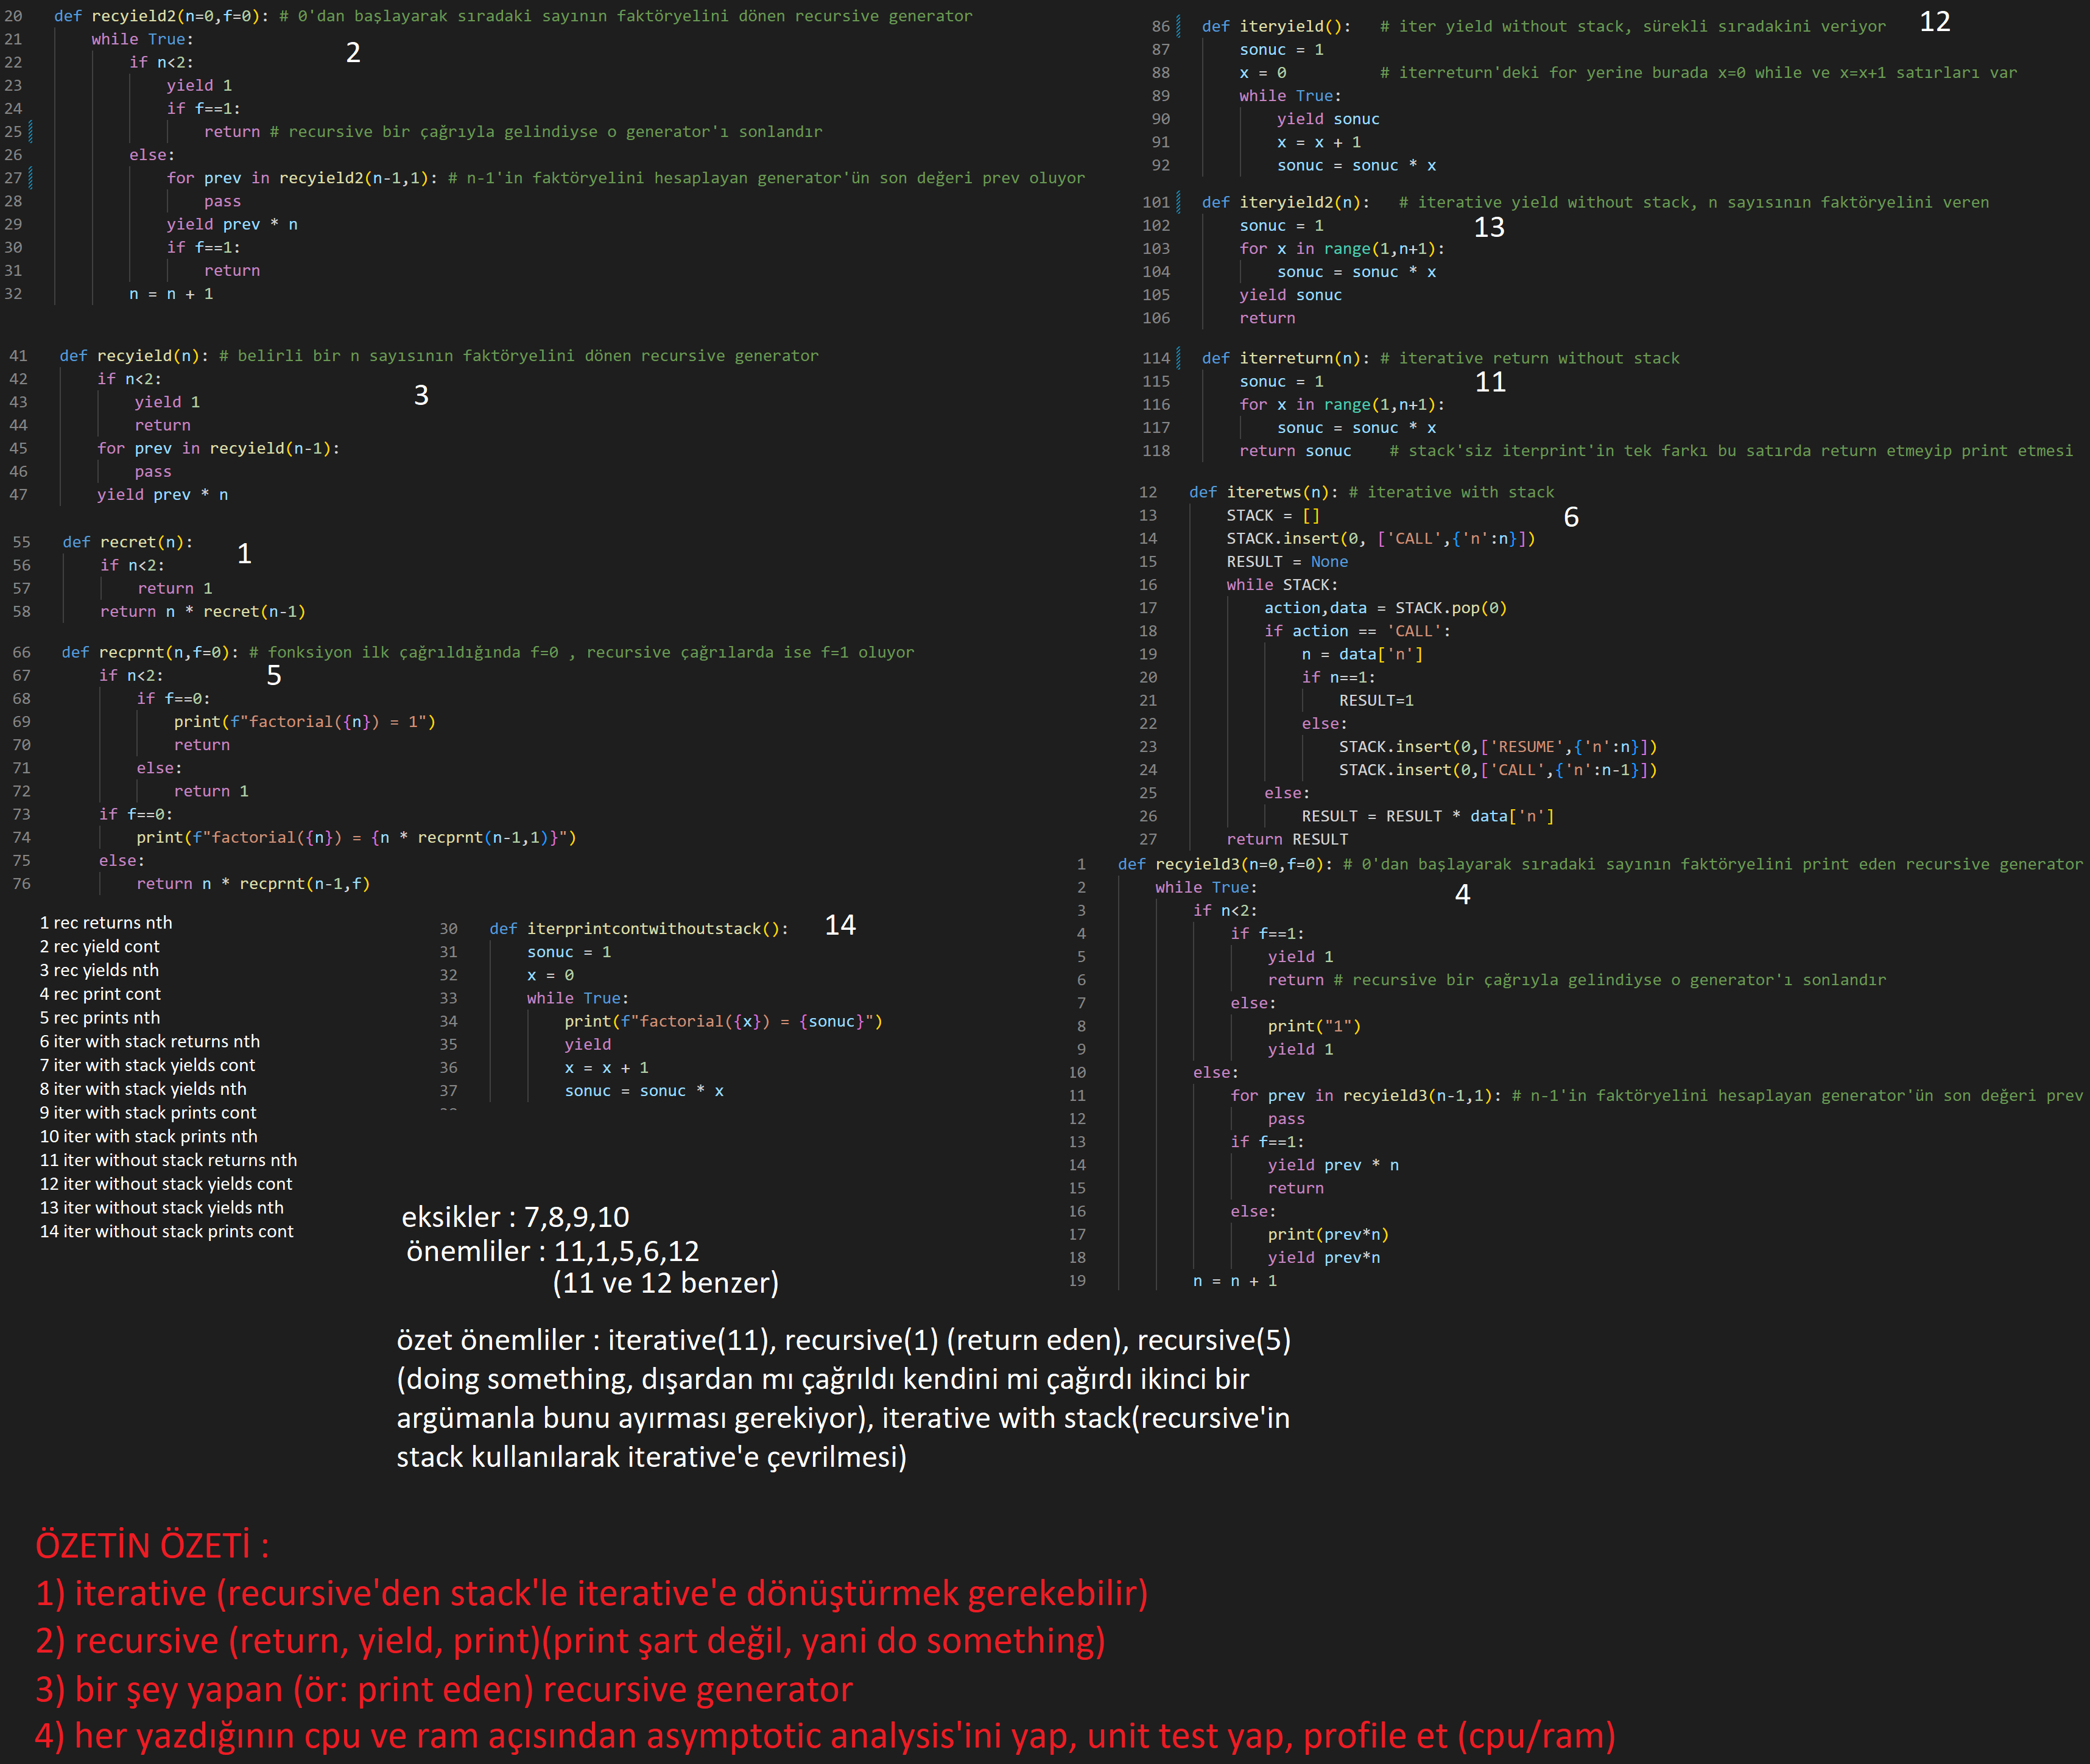 20 def recyield2(n=0,f=0): # 0'dan başlayarak sıradaki sayının faktöryelini dönen recursive generator
21 while True:
2
22 if n<2:
23 yield 1
24 if f==1:
25 return # recursive bir çağrıyla gelindiyse o generator'ı sonlandır
26 else:
27 for prev in recyield2(n-1,1): # n-1'in faktöryelini hesaplayan generator'ün son değeri prev oluyor
28 pass
29 yield prev * n
30 if f==1:
31 return
32 n = n + 1
41 def recyield(n): # belirli bir n sayısının faktöryelini dönen recursive generator
42 if n<2:
3
43 yield 1
44 return
45 for prev in recyield(n-1):
46 pass
47 yield prev * n
55 def recret(n):
1
56 if n<2:
57 return 1
58 return n * recret(n-1)
66 def recprnt(n,f=0): # fonksiyon ilk çağrıldığında f=0 , recursive çağrılarda ise f=1 oluyor
67 if n<2:
5
68 if f==0:
69 print(f"factorial({n}) = 1")
70 return
71 else:
72 return 1
73 if f==0:
74 print(f"factorial({n}) = {n * recprnt(n-1,1)}")
75 else:
76 return n * recprnt(n-1,f)
86 def iteryield(): # iter yield without stack, sürekli sıradakini veriyor
12
87 sonuc = 1
88 x = 0 # iterreturn'deki for yerine burada x=0 while ve x=x+1 satırları var
89 while True:
90 yield sonuc
91 x = x + 1
92 sonuc = sonuc * x
101 def iteryield2(n): # iterative yield without stack, n sayısının faktöryelini veren
13
102 sonuc = 1
103 for x in range(1,n+1):
104 sonuc = sonuc * x
105 yield sonuc
106 return
114 def iterreturn(n): # iterative return without stack
11
115 sonuc = 1
116 for x in range(1,n+1):
117 sonuc = sonuc * x
118 return sonuc # stack'siz iterprint'in tek farkı bu satırda return etmeyip print etmesi
12 def iteretws(n): # iterative with stack
6
13 STACK = []
14 STACK.insert(0, ['CALL',{'n':n}])
15 RESULT = None
16 while STACK:
17 action,data = STACK.pop(0)
18 if action == 'CALL':
19 n = data['n']
20 if n==1:
21 RESULT=1
22 else:
23 STACK.insert(0,['RESUME',{'n':n}])
24 STACK.insert(0,['CALL',{'n':n-1}])
25 else:
26 RESULT = RESULT * data['n']
27 return RESULT
1 def recyield3(n=0,f=0): # 0'dan başlayarak sıradaki sayının faktöryelini print eden recursive generator
2 while True:
4
3 if n<2:
4 if f==1:
5 yield 1
6 return # recursive bir çağrıyla gelindiyse o generator'ı sonlandır
7 else:
8 print("1")
9 yield 1
10 else:
11 for prev in recyield3(n-1,1): # n-1'in faktöryelini hesaplayan generator'ün son değeri prev
12 pass
13 if f==1:
14 yield prev * n
15 return
16 else:
17 print(prev*n)
18 yield prev*n
19 n = n + 1
1 rec returns nth
2 rec yield cont
3 rec yields nth
4 rec print cont
5 rec prints nth
6 iter with stack returns nth
7 iter with stack yields cont
8 iter with stack yields nth
9 iter with stack prints cont
10 iter with stack prints nth
11 iter without stack returns nth
12 iter without stack yields cont
13 iter without stack yields nth
14 iter without stack prints cont
30 def iterprintcontwithoutstack():
14
31 sonuc = 1
32 x = 0
33 while True:
34 print(f"factorial({x}) = {sonuc}")
35 yield
36 x = x + 1
37 sonuc = sonuc * x
eksikler : 7,8,9,10
önemliler : 11,1,5,6,12
(11 ve 12 benzer)
özet önemliler : iterative(11), recursive(1) (return eden), recursive(5)
(doing something, dışardan mı çağrıldı kendini mi çağırdı ikinci bir
argümanla bunu ayırması gerekiyor), iterative with stack(recursive'in
stack kullanılarak iterative'e çevrilmesi)
ÖZETİN ÖZETİ :
1) iterative (recursive'den stack'le iterative'e dönüştürmek gerekebilir)
2) recursive (return, yield, print)(print şart değil, yani do something)
3) bir şey yapan (ör: print eden) recursive generator
4) her yazdığının cpu ve ram açısından asymptotic analysis'ini yap, unit test yap, profile et (cpu/ram)